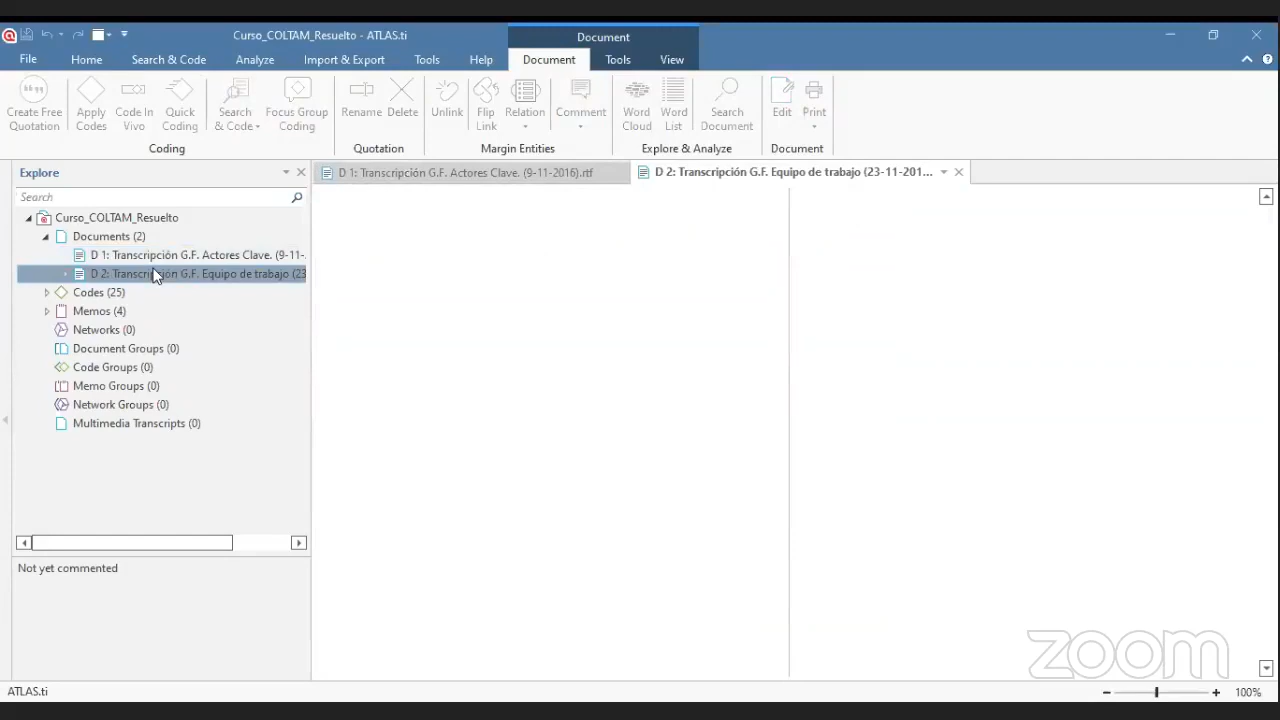 Curso_COLTAM_Resuelto - ATLAS.ti
Document
File Home Search & Code Analyze Import & Export Tools Help Document Tools View
Create Free Quotation
Apply Codes
Code in Vivo
Quick Coding
Search & Code
Focus Group Coding
Rename
Delete
Unlink
Flip Link
Relation
Comment
Word Cloud
Word List
Search Document
Edit
Print
Coding
Quotation
Margin Entities
Explore & Analyze
Document
Explore
D 1: Transcripción G.F. Actores Clave. (9-11-2016).rtf
D 2: Transcripción G.F. Equipo de trabajo (23-11-201...
Search
Curso_COLTAM_Resuelto
Documents (2)
D 1: Transcripción G.F. Actores Clave. (9-11-
D 2: Transcripción G.F. Equipo de trabajo (23
Codes (25)
Memos (4)
Networks (0)
Document Groups (0)
Code Groups (0)
Memo Groups (0)
Network Groups (0)
Multimedia Transcripts (0)
Not yet commented
zoom
ATLAS.ti
100%